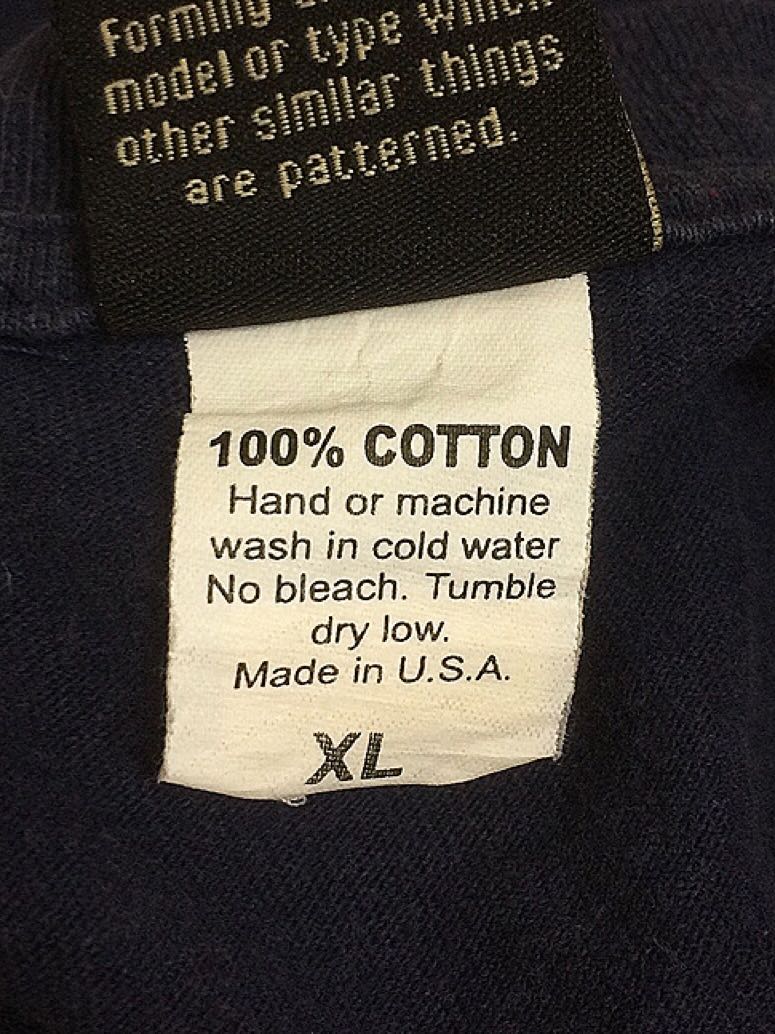 Forming
model or type which
other similar things
are patterned.
100% COTTON
Hand or machine
wash in cold water
No bleach. Tumble
dry low.
Made in U.S.A.
XL